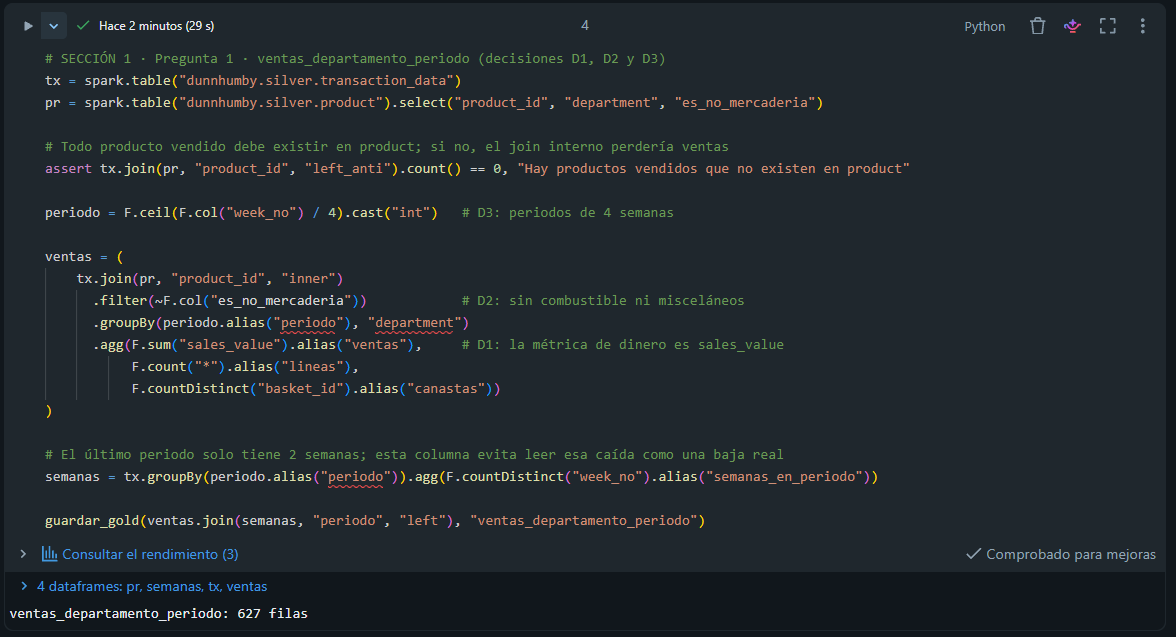 Hace 2 minutos (29 s)
4
Python
# SECCIÓN 1 · Pregunta 1 · ventas_departamento_periodo (decisiones D1, D2 y D3)
tx = spark.table("dunnhumby.silver.transaction_data")
pr = spark.table("dunnhumby.silver.product").select("product_id", "department", "es_no_mercaderia")
# Todo producto vendido debe existir en product; si no, el join interno perdería ventas
assert tx.join(pr, "product_id", "left_anti").count() == 0, "Hay productos vendidos que no existen en product"
periodo = F.ceil(F.col("week_no") / 4).cast("int")   # D3: periodos de 4 semanas
ventas = (
    tx.join(pr, "product_id", "inner")
      .filter(~F.col("es_no_mercaderia"))            # D2: sin combustible ni misceláneos
      .groupBy(periodo.alias("periodo"), "department")
      .agg(F.sum("sales_value").alias("ventas"),     # D1: la métrica de dinero es sales_value
           F.count("*").alias("lineas"),
           F.countDistinct("basket_id").alias("canastas"))
)
# El último periodo solo tiene 2 semanas; esta columna evita leer esa caída como una baja real
semanas = tx.groupBy(periodo.alias("periodo")).agg(F.countDistinct("week_no").alias("semanas_en_periodo"))
guardar_gold(ventas.join(semanas, "periodo", "left"), "ventas_departamento_periodo")
Consultar el rendimiento (3)
Comprobado para mejoras
4 dataframes: pr, semanas, tx, ventas
ventas_departamento_periodo: 627 filas